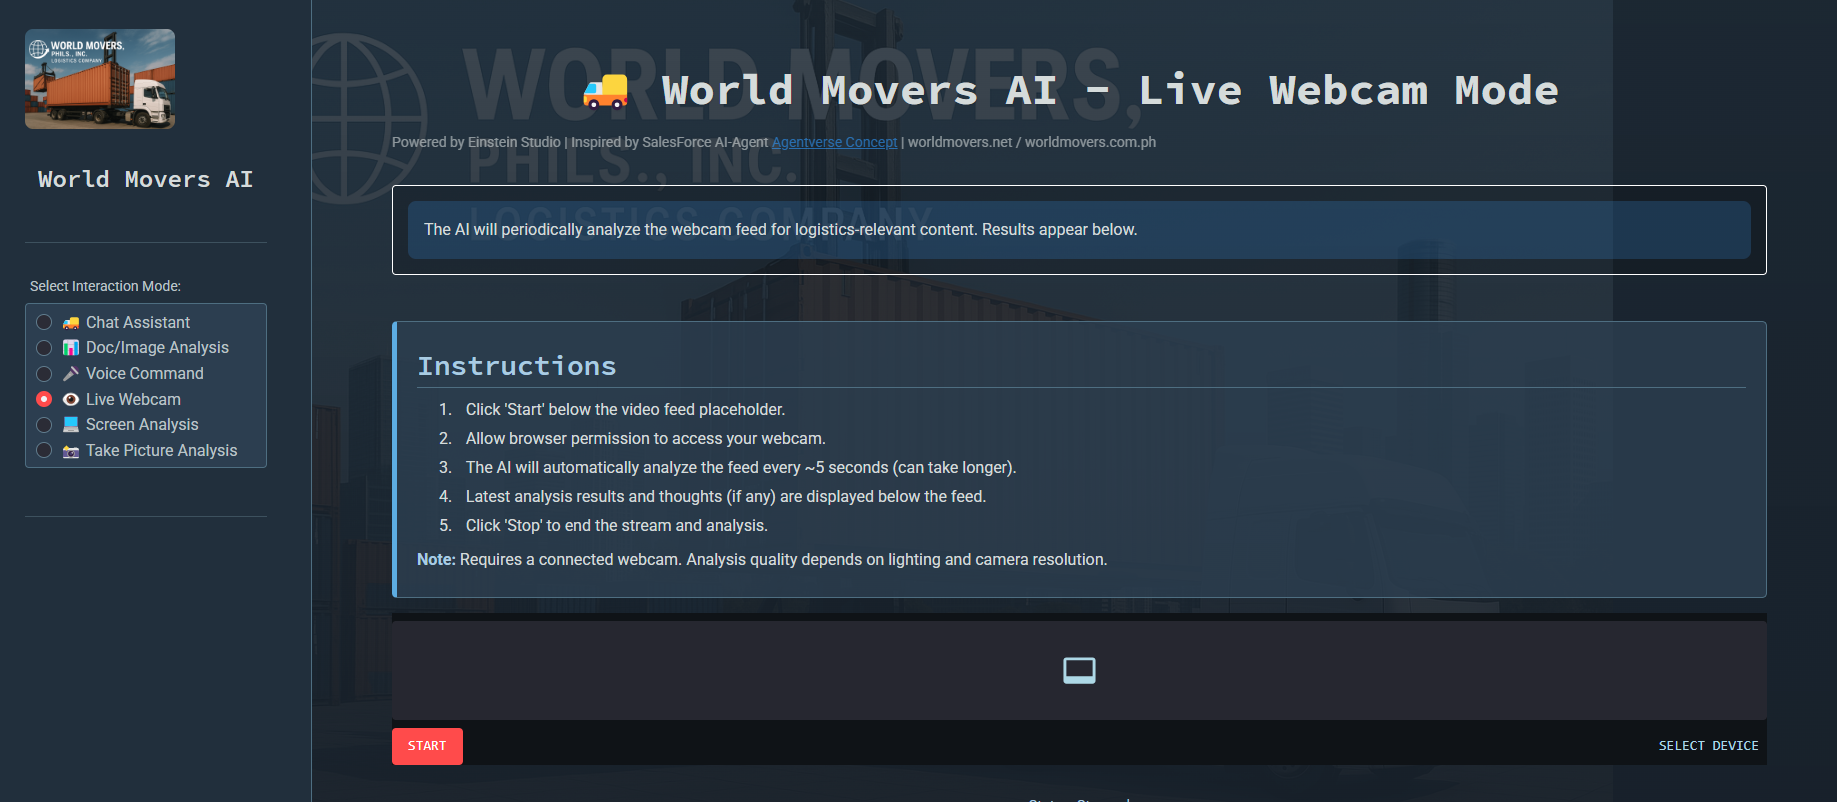 WORLD MOVERS,
PHILS., INC.
LOGISTICS COMPANY
World Movers AI
Select Interaction Mode:
Chat Assistant
Doc/Image Analysis
Voice Command
Live Webcam
Screen Analysis
Take Picture Analysis
WORLD MOVERS,
PHILS., INC.
LOGISTICS COMPANY
World Movers AI - Live Webcam Mode
Powered by Einstein Studio | Inspired by SalesForce AI-Agent Agentverse Concept | worldmovers.net / worldmovers.com.ph
The AI will periodically analyze the webcam feed for logistics-relevant content. Results appear below.
Instructions
1. Click 'Start' below the video feed placeholder.
2. Allow browser permission to access your webcam.
3. The AI will automatically analyze the feed every ~5 seconds (can take longer).
4. Latest analysis results and thoughts (if any) are displayed below the feed.
5. Click 'Stop' to end the stream and analysis.
Note: Requires a connected webcam. Analysis quality depends on lighting and camera resolution.
START
SELECT DEVICE